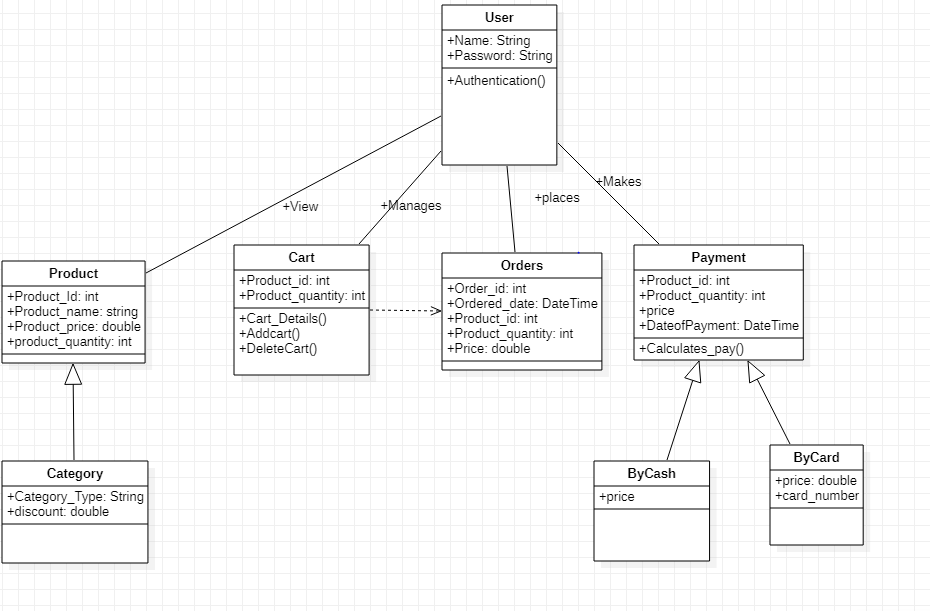 User
+Name: String
+Password: String
+Authentication()
+View
+Manages
+places
+Makes
Product
+Product_Id: int
+Product_name: string
+Product_price: double
+product_quantity: int
Cart
+Product_id: int
+Product_quantity: int
+Cart_Details()
+Addcart()
+DeleteCart()
Orders
+Order_id: int
+Ordered_date: DateTime
+Product_id: int
+Product_quantity: int
+Price: double
Payment
+Product_id: int
+Product_quantity: int
+price
+DateofPayment: DateTime
+Calculates_pay()
Category
+Category_Type: String
+discount: double
ByCash
+price
ByCard
+price: double
+card_number